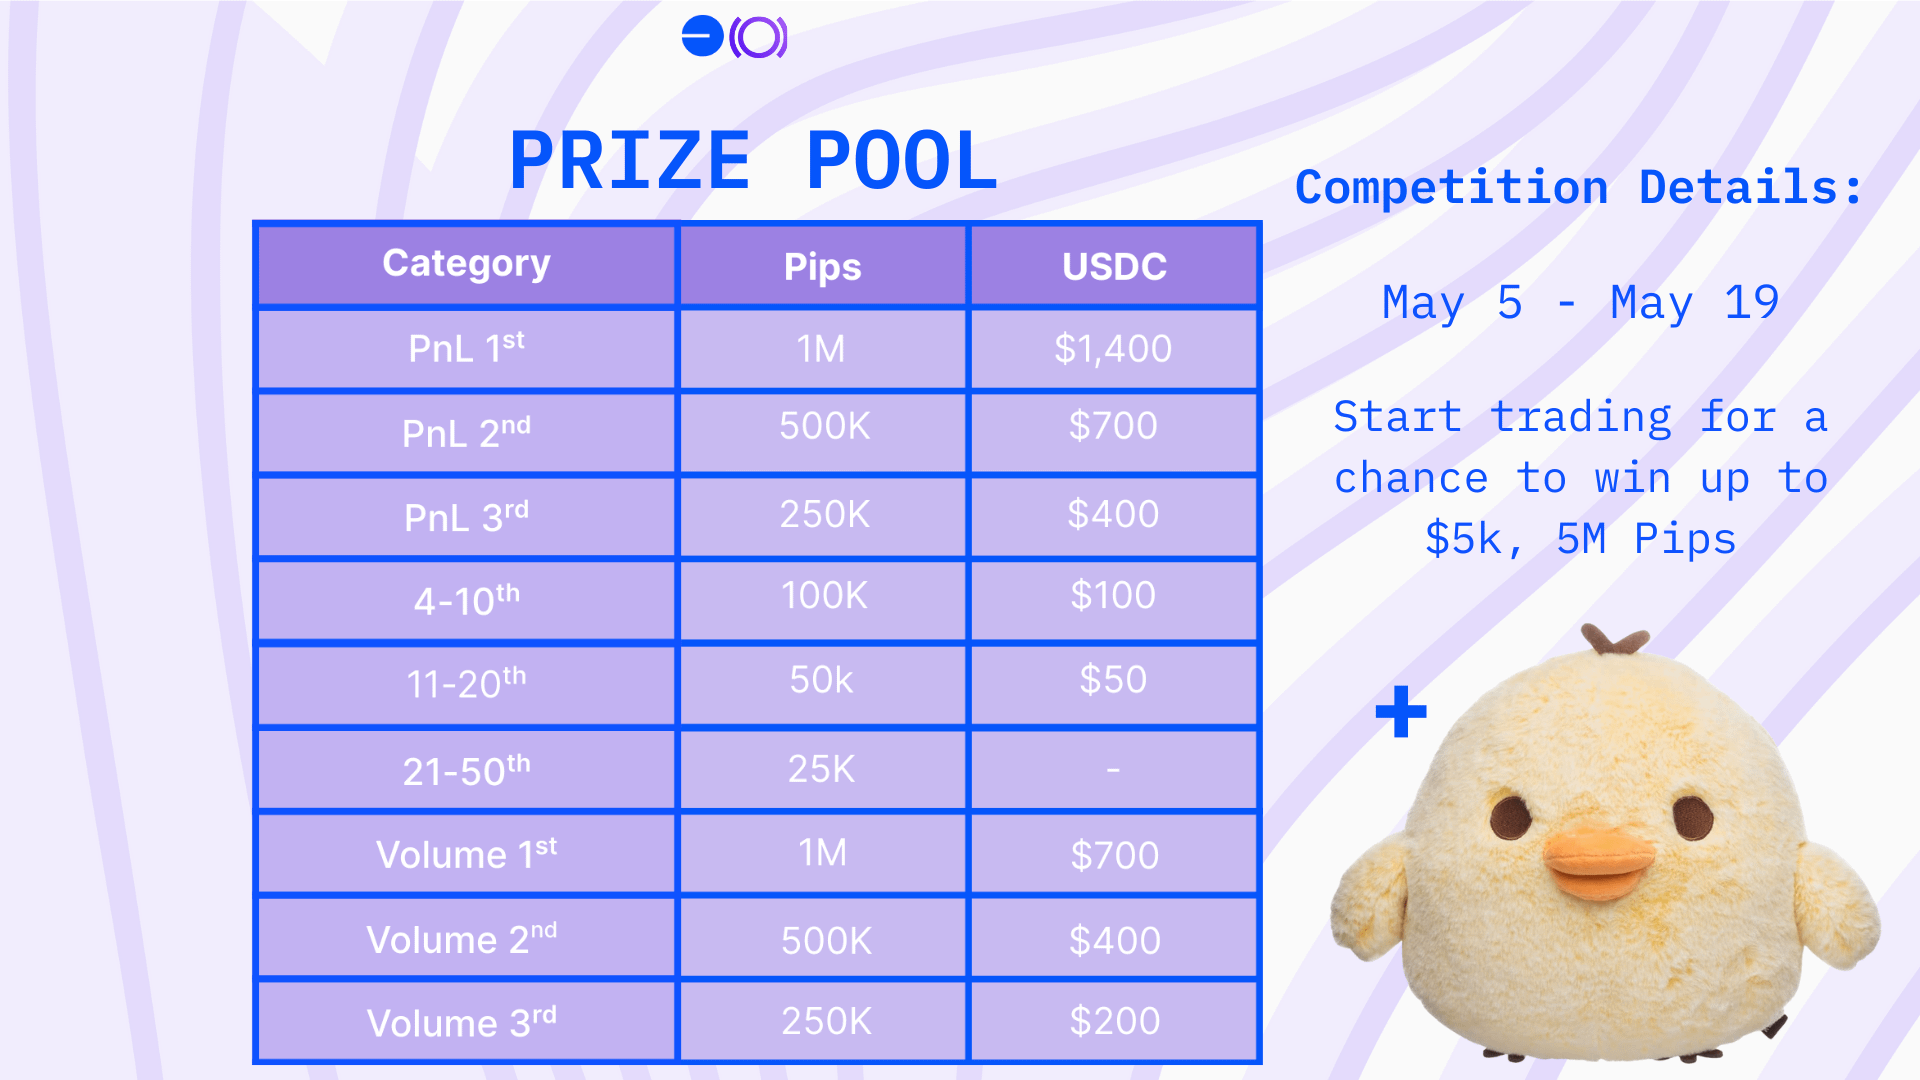 PRIZE POOL
Category Pips USDC
PnL 1st 1M $1,400
PnL 2nd 500K $700
PnL 3rd 250K $400
4-10th 100K $100
11-20th 50k $50
21-50th 25K -
Volume 1st 1M $700
Volume 2nd 500K $400
Volume 3rd 250K $200
Competition Details:
May 5 - May 19
Start trading for a
chance to win up to
$5k, 5M Pips
+